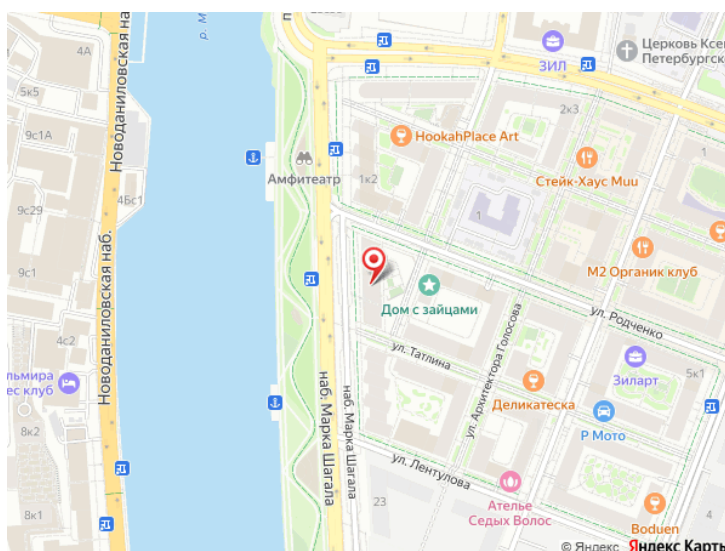 Новоданиловская на
4А
р. М
5к5
9с1А
4Бс1
9с29
9с1
4с2
Новоданиловская наб.
льмира
ес клуб
8к2
8к1
Амфитеатр
наб. Марка Шагала
наб. Марка Шагала
ЗИЛ
Церковь Ксе
Петербургско
2к3
HookahPlace Art
1к2
Стейк-Хаус Muu
1
М2 Органик клуб
ул. Родченко
Дом с зайцами
ул. Татлина
ул. Архитектора Голосова
Зиларт
5к1
Деликатеска
Р Мото
ул. Лентулова
23
Ателье
Седых Волос
4
Boduen
© Яндекс Яндекс Карты